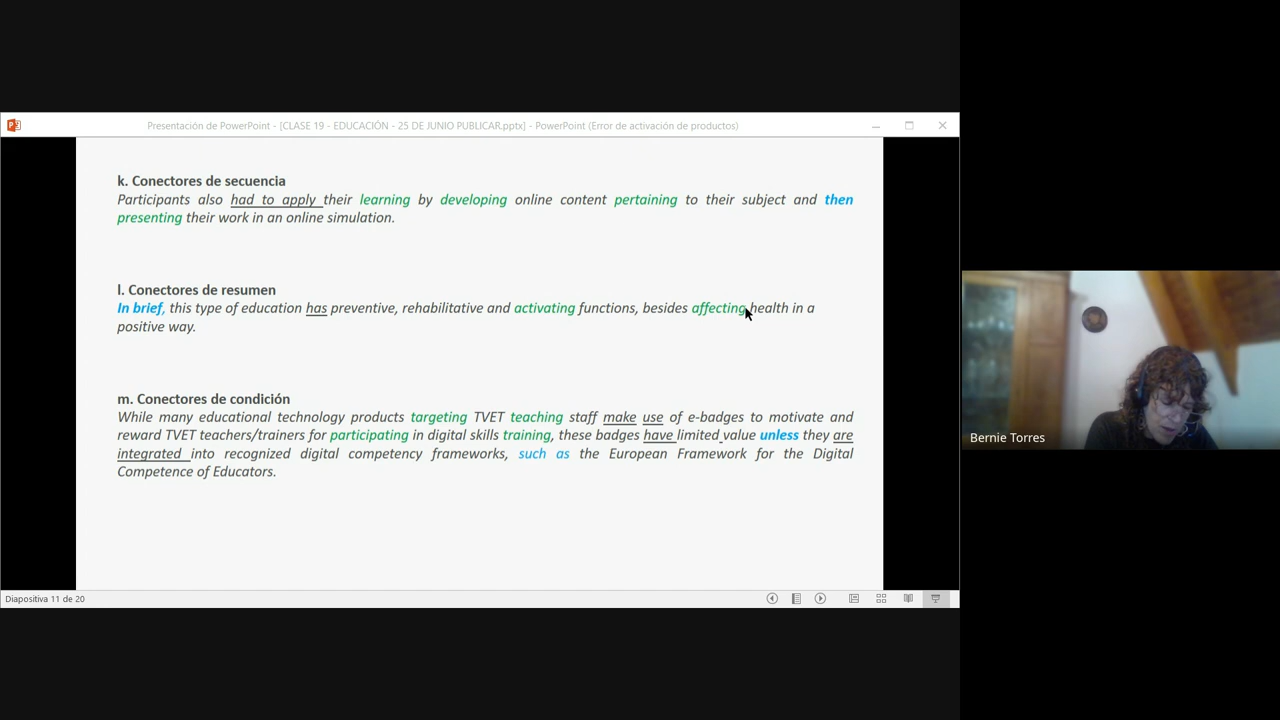 Presentación de PowerPoint - [CLASE 19 - EDUCACIÓN - 25 DE JUNIO PUBLICAR.pptx] - PowerPoint (Error de activación de productos)
k. Conectores de secuencia
Participants also had to apply their learning by developing online content pertaining to their subject and then
presenting their work in an online simulation.
l. Conectores de resumen
In brief, this type of education has preventive, rehabilitative and activating functions, besides affecting health in a
positive way.
m. Conectores de condición
While many educational technology products targeting TVET teaching staff make use of e-badges to motivate and
reward TVET teachers/trainers for participating in digital skills training, these badges have limited value unless they are
integrated into recognized digital competency frameworks, such as the European Framework for the Digital
Competence of Educators.
Diapositiva 11 de 20
Bernie Torres